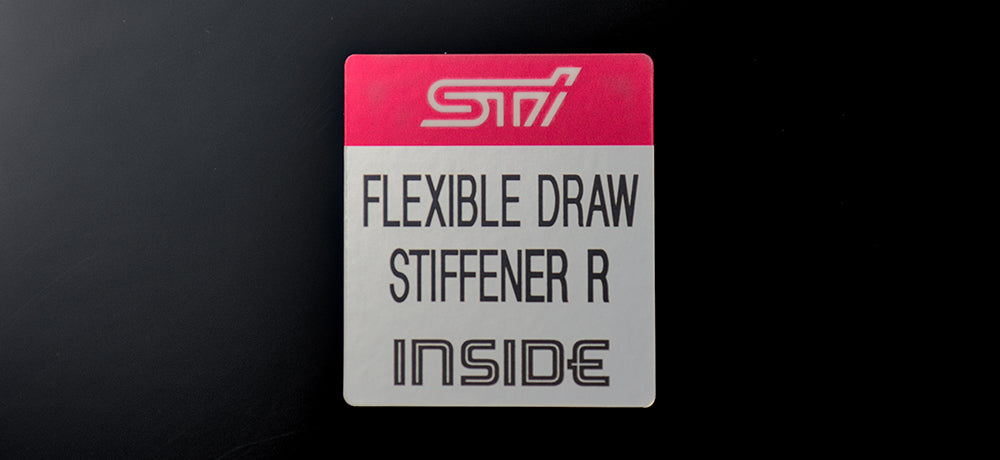 STi
FLEXIBLE DRAW
STIFFENER R
INSIDE